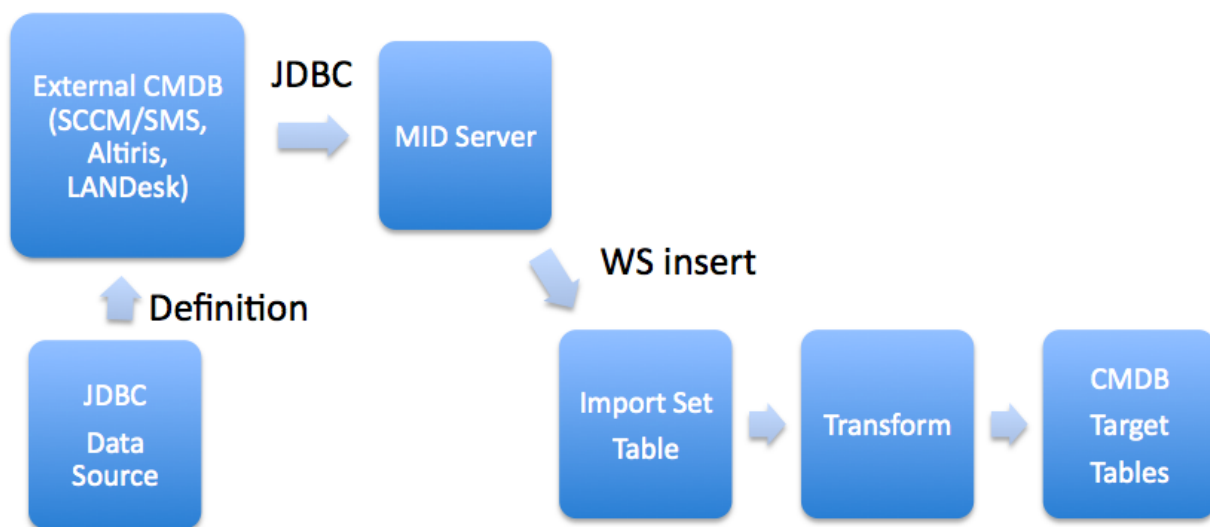 External CMDB
(SCCM/SMS,
Altiris,
LANDesk)
JDBC
MID Server
WS insert
Definition
JDBC
Data
Source
Import Set
Table
Transform
CMDB
Target
Tables